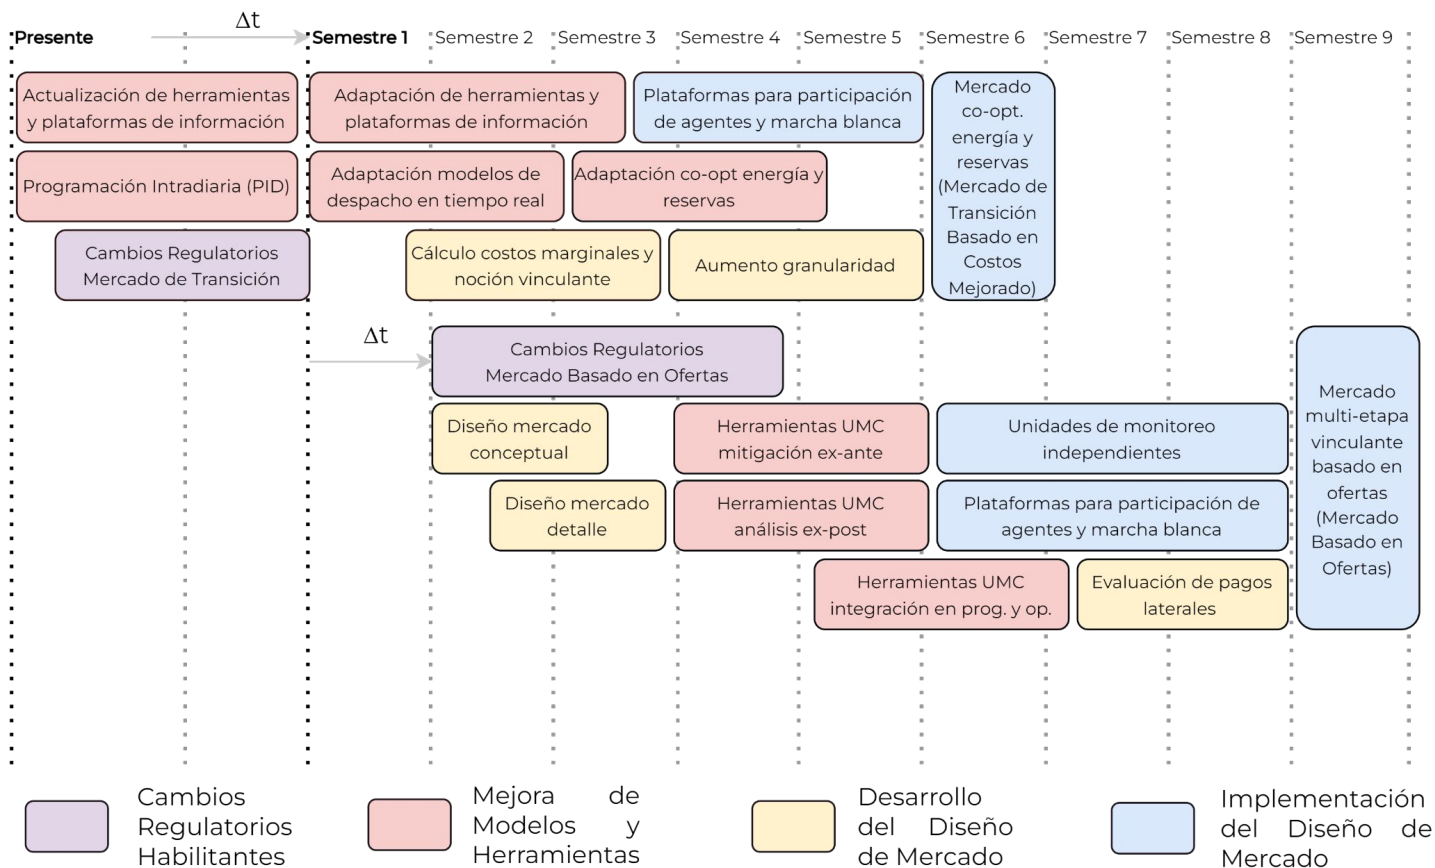 Δt
Presente
Semestre 1
Semestre 2
Semestre 3
Semestre 4
Semestre 5
Semestre 6
Semestre 7
Semestre 8
Semestre 9
Actualización de herramientas
y plataformas de información
Adaptación de herramientas y
plataformas de información
Plataformas para participación
de agentes y marcha blanca
Mercado
co-opt.
energía y
reservas
(Mercado de
Transición
Basado en
Costos
Mejorado)
Programación Intradiaria (PID)
Adaptación modelos de
despacho en tiempo real
Adaptación co-opt energía y
reservas
Cambios Regulatorios
Mercado de Transición
Cálculo costos marginales y
noción vinculante
Aumento granularidad
Δt
Cambios Regulatorios
Mercado Basado en Ofertas
Mercado
multi-etapa
vinculante
basado en
ofertas
(Mercado
Basado en
Ofertas)
Diseño mercado
conceptual
Herramientas UMC
mitigación ex-ante
Unidades de monitoreo
independientes
Diseño mercado
detalle
Herramientas UMC
análisis ex-post
Plataformas para participación de
agentes y marcha blanca
Herramientas UMC
integración en prog. y op.
Evaluación de pagos
laterales
Cambios
Regulatorios
Habilitantes
Mejora de
Modelos y
Herramientas
Desarrollo
del Diseño
de Mercado
Implementación
del Diseño de
Mercado